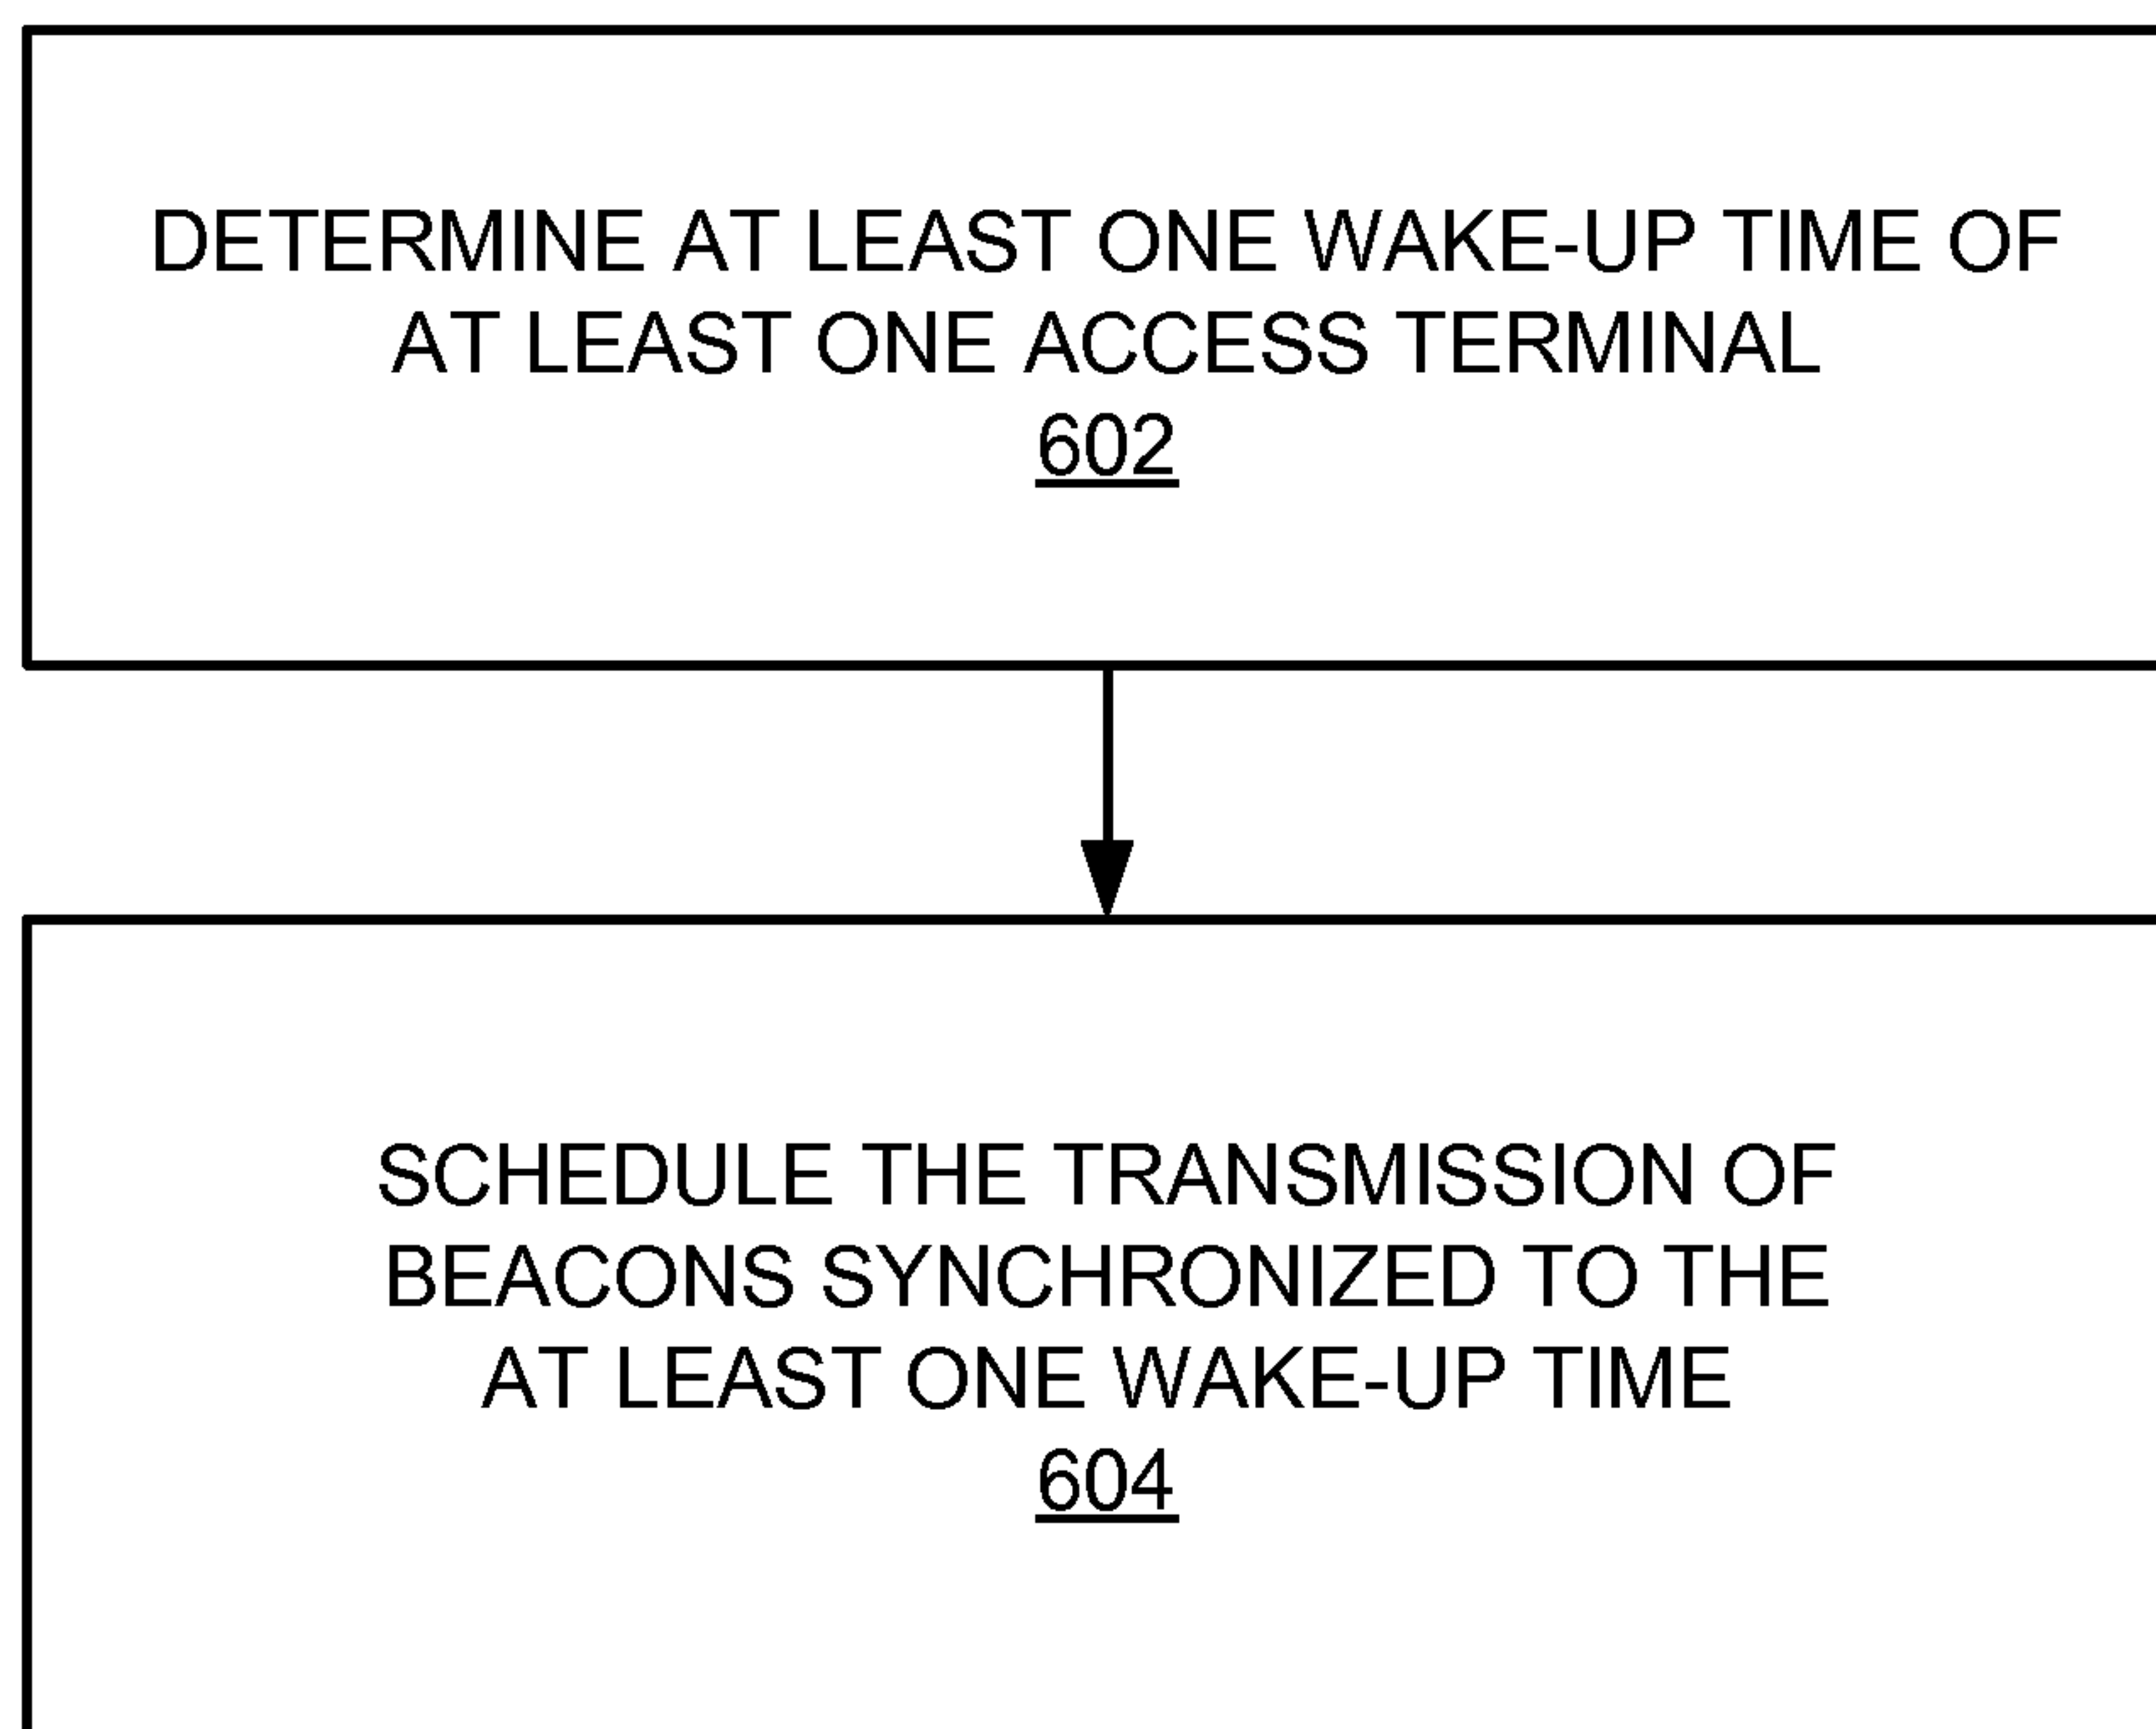 DETERMINE AT LEAST ONE WAKE-UP TIME OF
AT LEAST ONE ACCESS TERMINAL
602
SCHEDULE THE TRANSMISSION OF
BEACONS SYNCHRONIZED TO THE
AT LEAST ONE WAKE-UP TIME
604